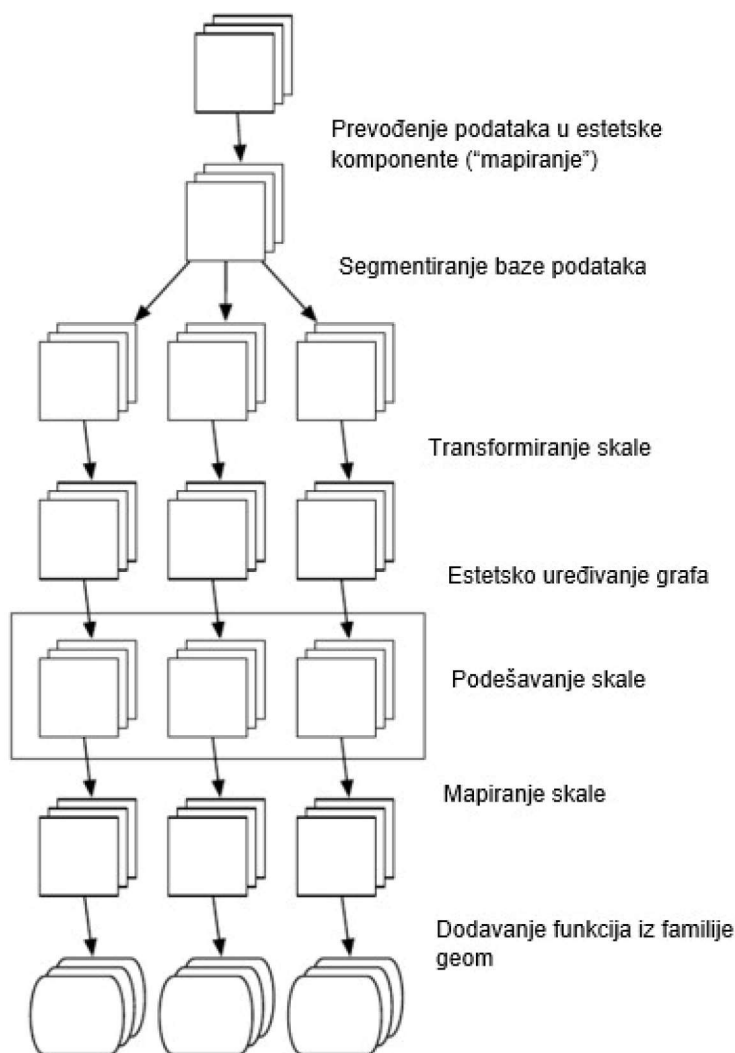 Prevođenje podataka u estetske
komponente (“mapiranje”)
Segmentiranje baze podataka
Transformiranje skale
Estetsko uređivanje grafa
Podešavanje skale
Mapiranje skale
Dodavanje funkcija iz familije
geom